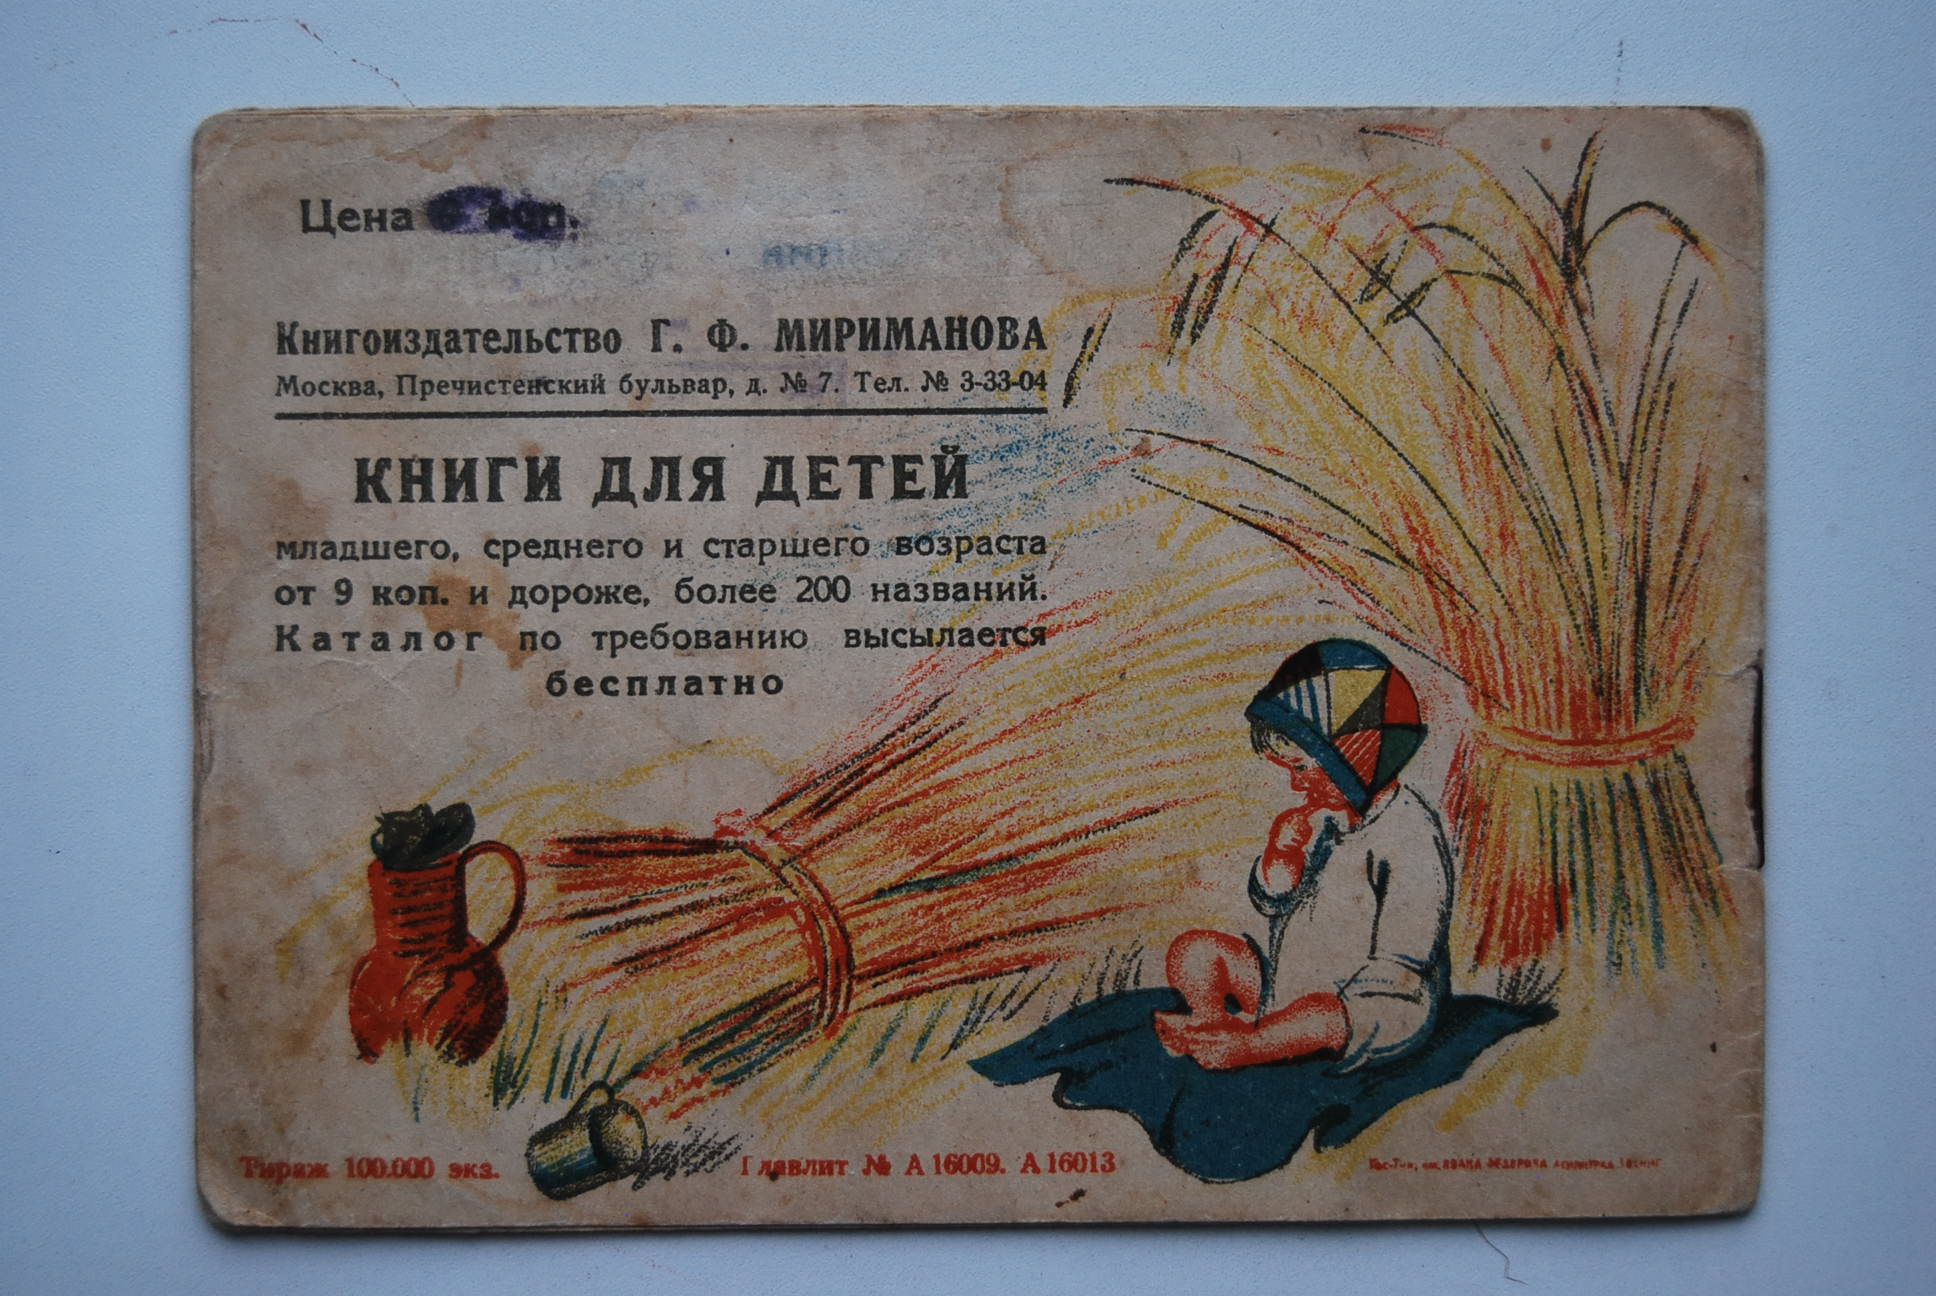 Цена коп.
Книгоиздательство Г. Ф. МИРИМАНОВА
Москва, Пречистенский бульвар, д. № 7. Тел. № 3-33-04
КНИГИ ДЛЯ ДЕТЕЙ
младшего, среднего и старшего возраста
от 9 коп. и дороже, более 200 названий.
Каталог по требованию высылается
бесплатно
Тираж 100.000 экз.
Главлит № А 16009. А 16013